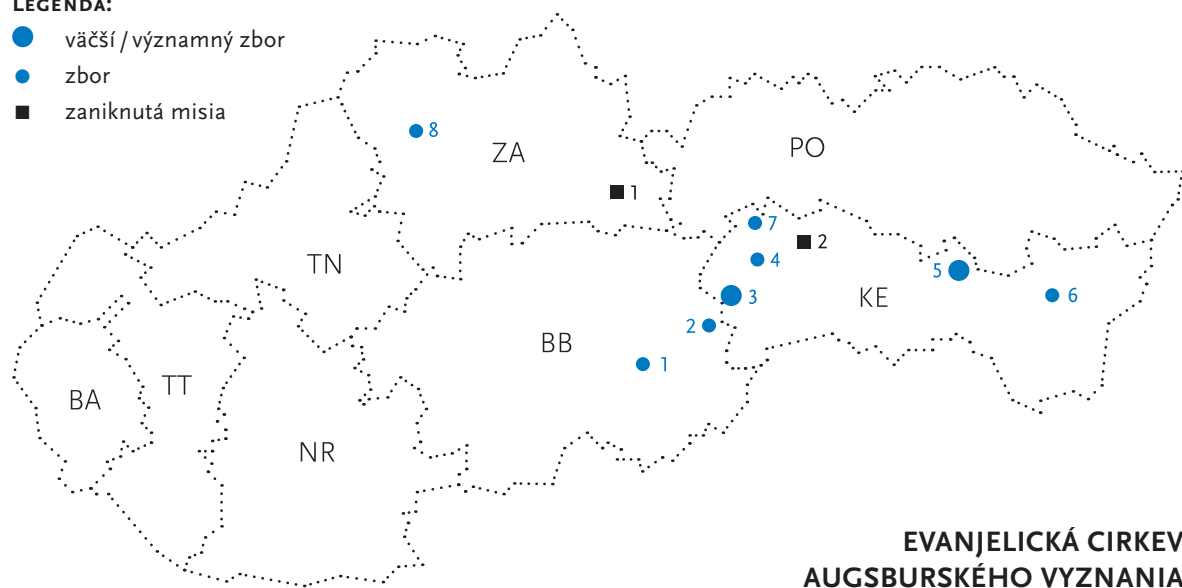 LEGENDA:
väčší / významný zbor
zbor
zaniknutá misia
8
ZA
PO
1
7
2
4
TN
5
3
KE
6
2
BB
1
TT
BA
NR
EVANJELICKÁ CIRKEV
AUGSBURSKÉHO VYZNANIA